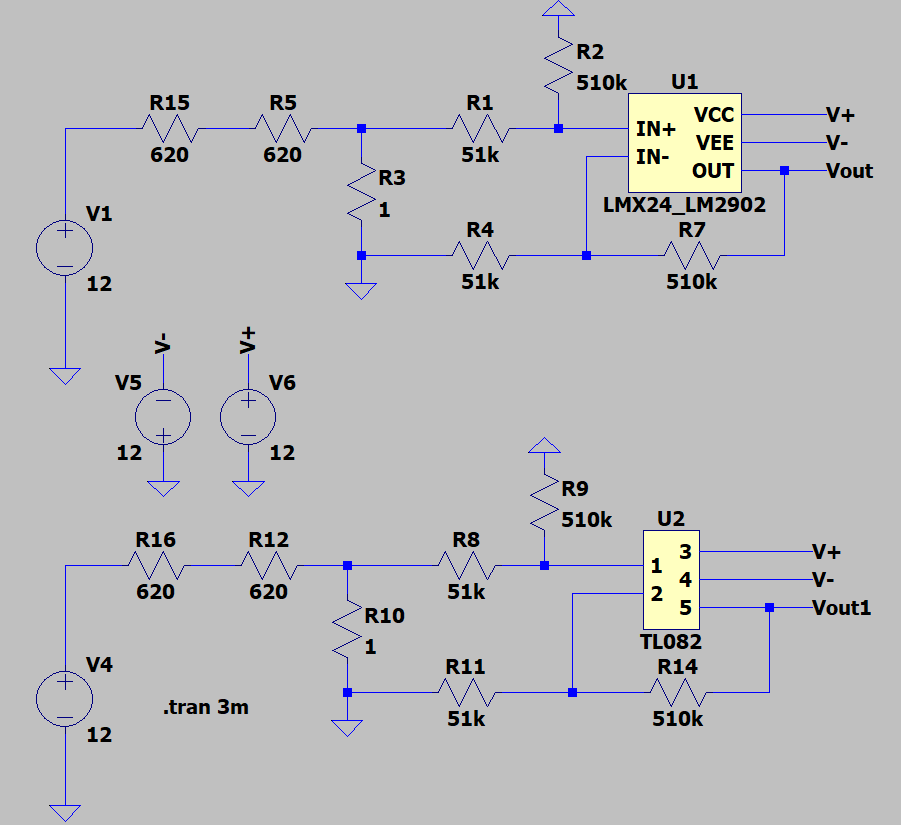 R2
510k
U1
R15
R5
R1
620
620
51k
IN+
IN-
VCC
VEE
OUT
V+
V-
Vout
LMX24_LM2902
R3
1
R4
51k
R7
510k
V1
12
V-
V+
V5
12
V6
12
R9
510k
U2
R16
R12
R8
620
620
51k
1
2
3
4
5
V+
V-
Vout1
TL082
R10
1
R11
51k
R14
510k
V4
12
.tran 3m